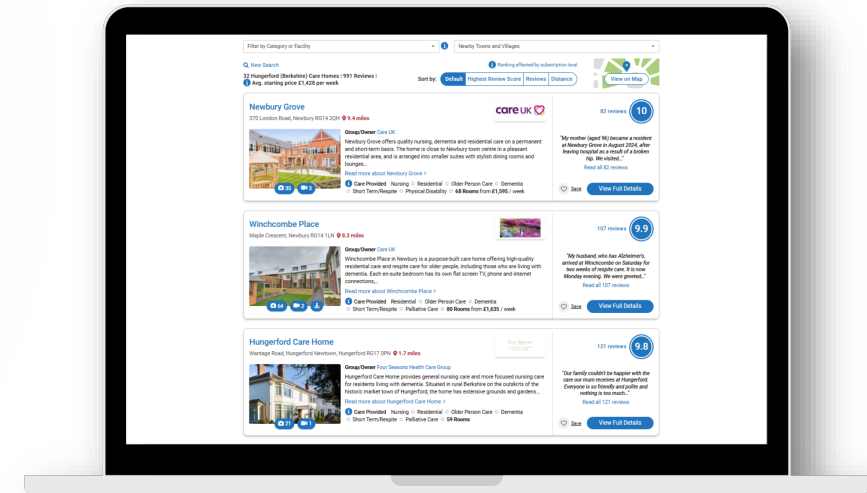 Filter by Category or Facility
Nearby Towns and Villages
New Search
Ranking affected by subscription level
32 Hungerford (Berkshire) Care Homes | 991 Reviews |
Avg. starting price £1,428 per week
Sort by: Default Highest Review Score Reviews Distance
View on Map
Newbury Grove
370 London Road, Newbury RG14 2QH 9.4 miles
care UK
82 reviews 10
Group/Owner Care UK
Newbury Grove offers quality nursing, dementia and residential care on a permanent
and short-term basis. The home is close to Newbury town centre in a pleasant
residential area, and is arranged into smaller suites with stylish dining rooms and
lounges...
Read more about Newbury Grove >
Care Provided Nursing Residential Older Person Care Dementia
Short Term/Respite Physical Disability 68 Rooms from £1,595 / week
35 3
"My mother (aged 96) became a resident
at Newbury Grove in August 2024, after
leaving hospital as a result of a broken
hip. We visited..."
Read all 82 reviews
Save View Full Details
Winchcombe Place
Maple Crescent, Newbury RG14 1LN 8.3 miles
107 reviews 9.9
Group/Owner Care UK
Winchcombe Place in Newbury is a purpose-built care home offering high-quality
residential care and respite care for older people, including those who are living with
dementia. Each en-suite bedroom has its own flat screen TV, phone and internet
connections,...
Read more about Winchcombe Place >
Care Provided Residential Older Person Care Dementia
Short Term/Respite Palliative Care 80 Rooms from £1,635 / week
64 2
"My husband, who has Alzheimer's,
arrived at Winchcombe on Saturday for
two weeks of respite care. It is now
Monday evening. We were greeted..."
Read all 107 reviews
Save View Full Details
Hungerford Care Home
Wantage Road, Hungerford Newtown, Hungerford RG17 0PN 1.7 miles
121 reviews 9.8
Group/Owner Four Seasons Health Care Group
Hungerford Care Home provides general nursing care and more focused nursing care
for residents living with dementia. Situated in rural Berkshire on the outskirts of the
historic market town of Hungerford, the home has extensive grounds and gardens...
Read more about Hungerford Care Home >
Care Provided Nursing Residential Older Person Care Dementia
Short Term/Respite Palliative Care 59 Rooms
21 1
"Our family couldn't be happier with the
care our mum receives at Hungerford.
Everyone is so friendly and polite and
nothing is too much..."
Read all 121 reviews
Save View Full Details